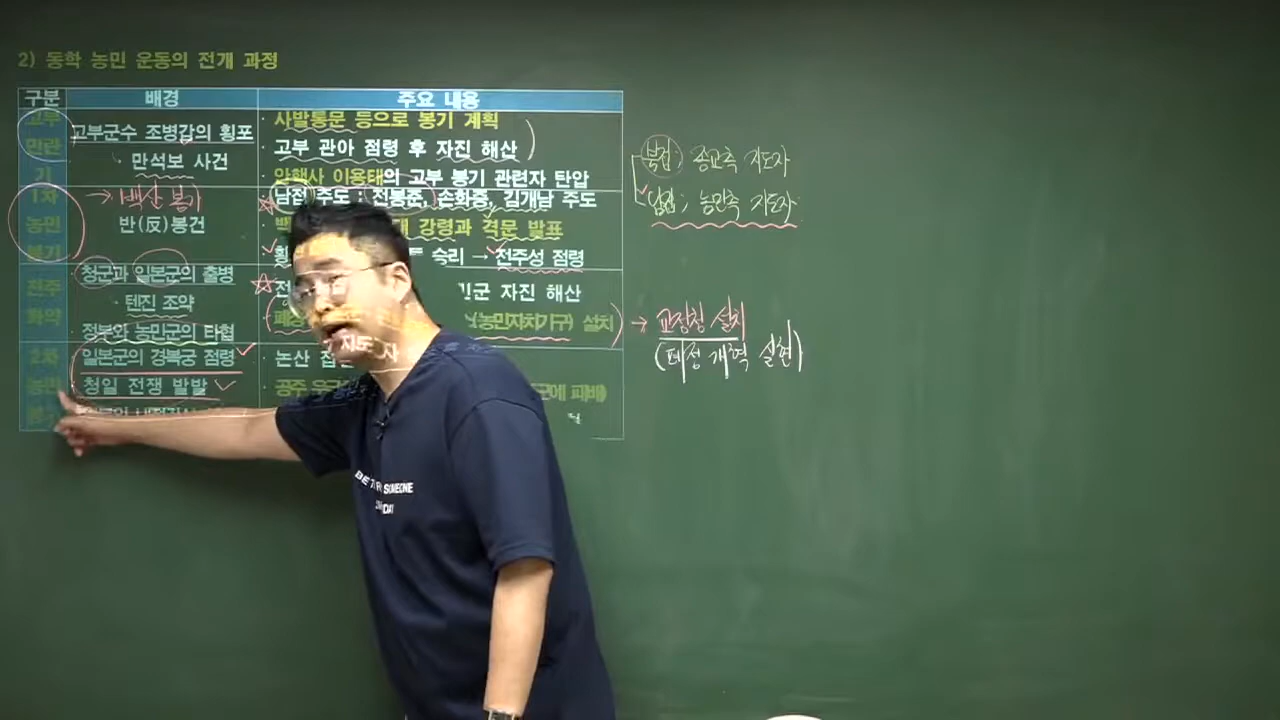 2) 동학 농민 운동의 전개 과정
구분 배경 주요 내용
고부 민란기
고부군수 조병갑의 횡포
· 만석보 사건
· 사발통문 등으로 봉기 계획
· 고부 관아 점령 후 자진 해산
· 안핵사 이용태의 고부 봉기 관련자 탄압
1차 농민 봉기
→ 백산 봉기
반(反)봉건
남접 주도 : 전봉준, 손화중, 김개남 주도
강령과 격문 발표
승리 → 전주성 점령
전주 화약
청군과 일본군의 출병
· 텐진 조약
정부와 농민군의 타협
민군 자진 해산
(농민자치기구) 설치
2차 농민
일본군의 경복궁 점령
청일 전쟁 발발
· 논산
· 공주
군에 패배)
지도자
북접 : 종교측 지도자
남접 : 농민측 지도자
→ 교정청 설치
(폐정 개혁 실현)